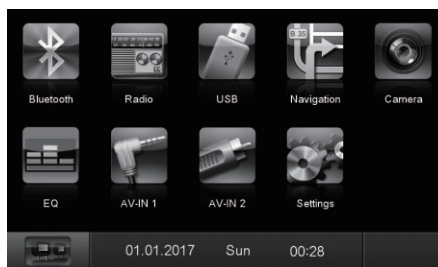 B 35
Bluetooth
Radio
USB
Navigation
Camera
EQ
AV-IN 1
AV-IN 2
Settings
01.01.2017 Sun 00:28